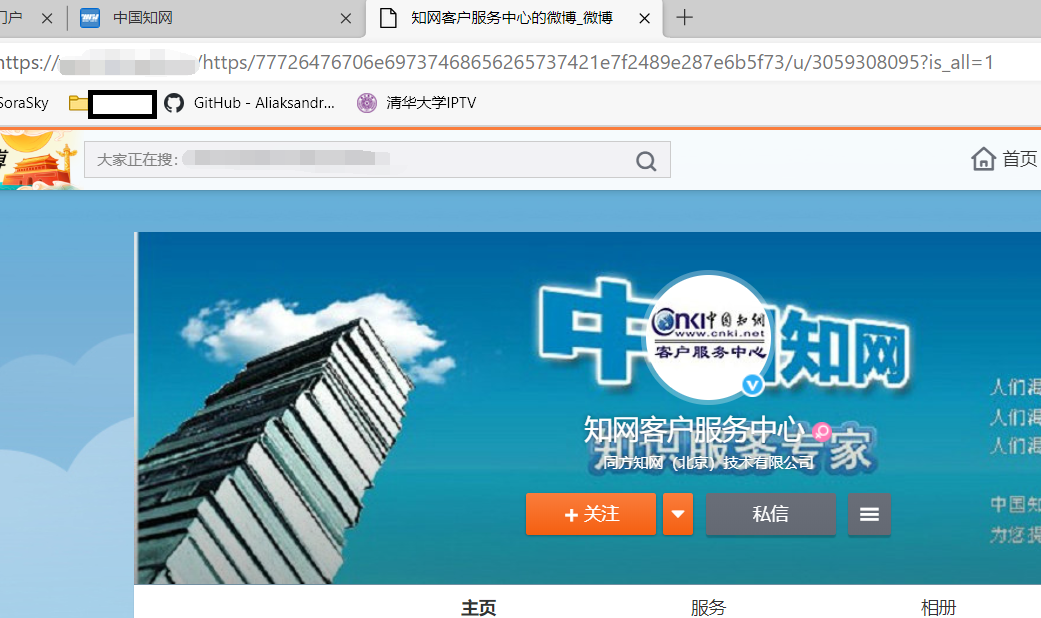 门户
中国知网
知网客户服务中心的微博_微博
https://
/https/77726476706e69737468656265737421e7f2489e287e6b5f73/u/3059308095?is_all=1
SoraSky
GitHub - Aliaksandr...
清华大学IPTV
大家正在搜:
首页
中国知网
CNKI中国知网
www.cnki.net
客户服务中心
人们渴
人们渴
人们渴
知网客户服务中心
知识服务专家
同方知网（北京）技术有限公司
中国知
为您提
+ 关注
私信
主页
服务
相册